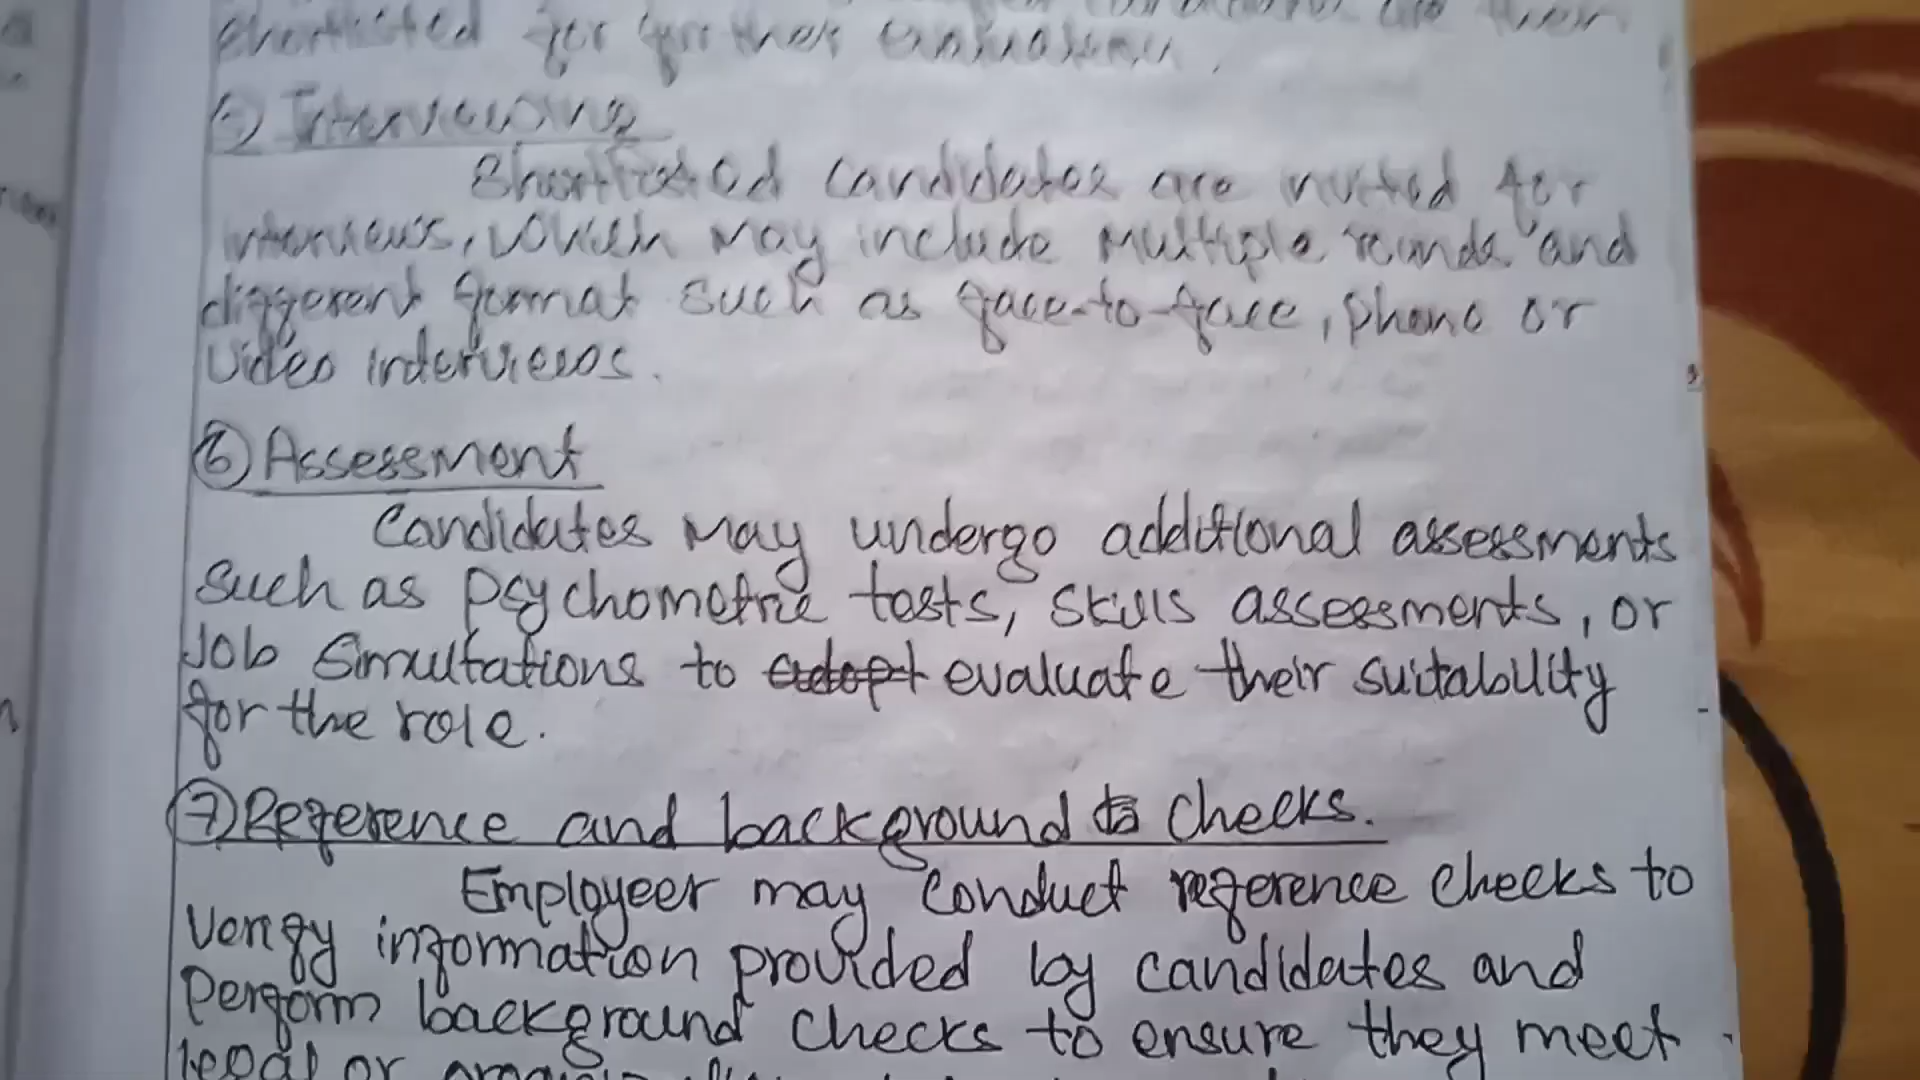 shortlisted for further evaluation.
⑤ Interviewing
Shortlisted candidates are invited for
interviews, which may include multiple rounds and
different format such as face-to-face, phone or
video interviews.
⑥ Assessment
Candidates may undergo additional assessments
such as psychometric tests, skills assessments, or
Job Simultations to adopt evaluate their suitability
for the role.
⑦ Reference and background checks.
Employeer may conduct reference checks to
verify information provided by candidates and
perform background checks to ensure they meet
legal or